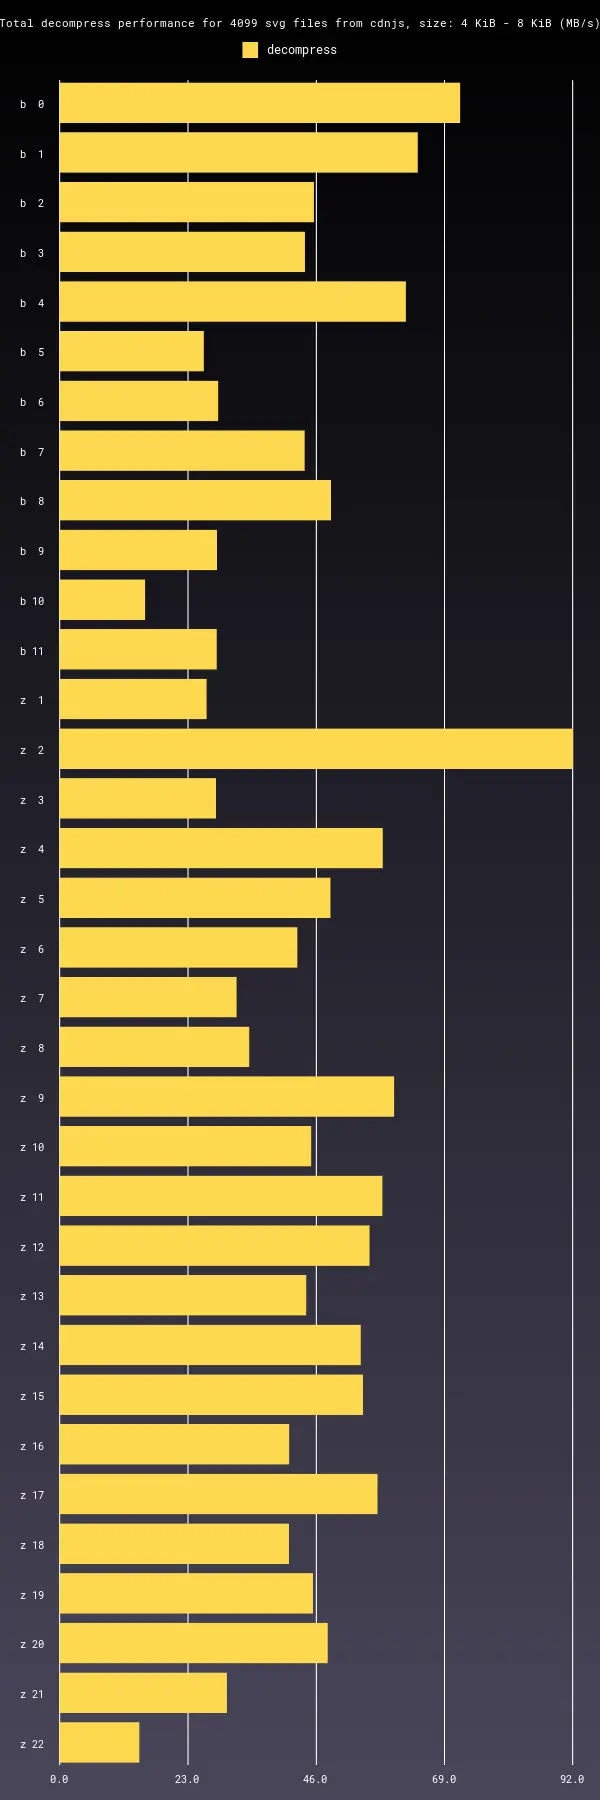 Total decompress performance for 4099 svg files from cdnjs, size: 4 KiB - 8 KiB (MB/s)
decompress
b 0
b 1
b 2
b 3
b 4
b 5
b 6
b 7
b 8
b 9
b 10
b 11
z 1
z 2
z 3
z 4
z 5
z 6
z 7
z 8
z 9
z 10
z 11
z 12
z 13
z 14
z 15
z 16
z 17
z 18
z 19
z 20
z 21
z 22
0.0 23.0 46.0 69.0 92.0